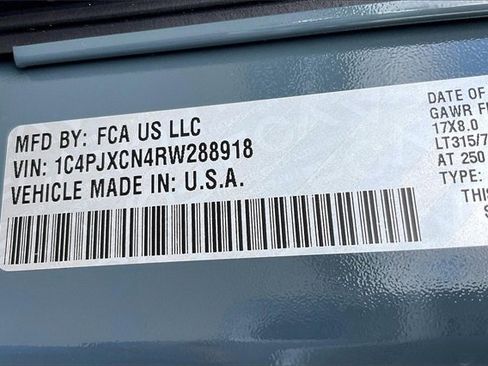 MFD BY: FCA US LLC
VIN: 1C4PJXCN4RW288918
VEHICLE MADE IN: U.S.A.
DATE OF
GAWR F
17X8.0
LT315/7
AT 250
TYPE:
THIS
S